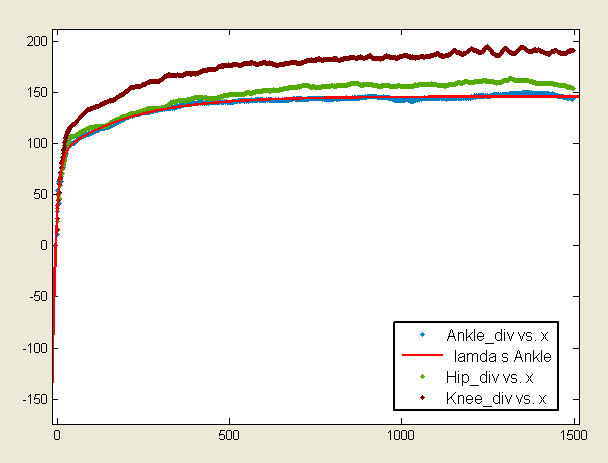 200
150
100
50
0
-50
-100
-150
0 500 1000 1500
Ankle_div vs. x
lamda s Ankle
Hip_div vs. x
Knee_div vs. x